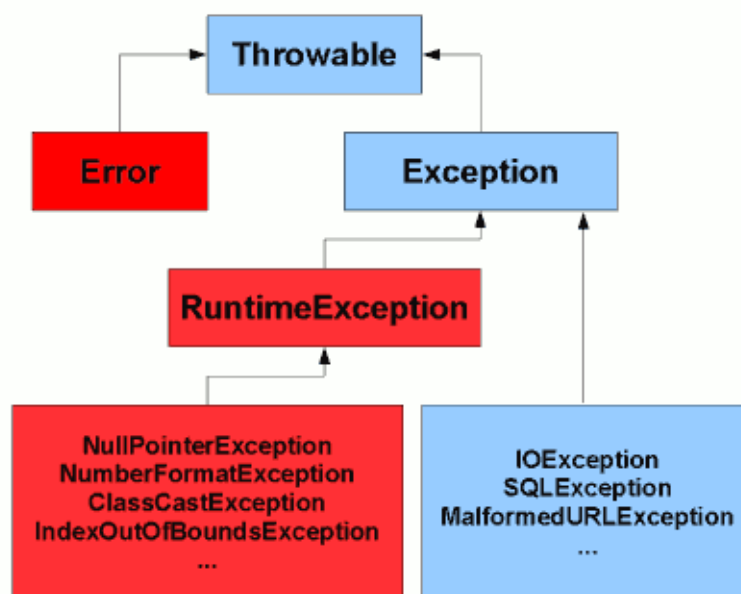 Throwable
Error
Exception
RuntimeException
NullPointerException
NumberFormatException
ClassCastException
IndexOutOfBoundsException
...
IOException
SQLException
MalformedURLException
...